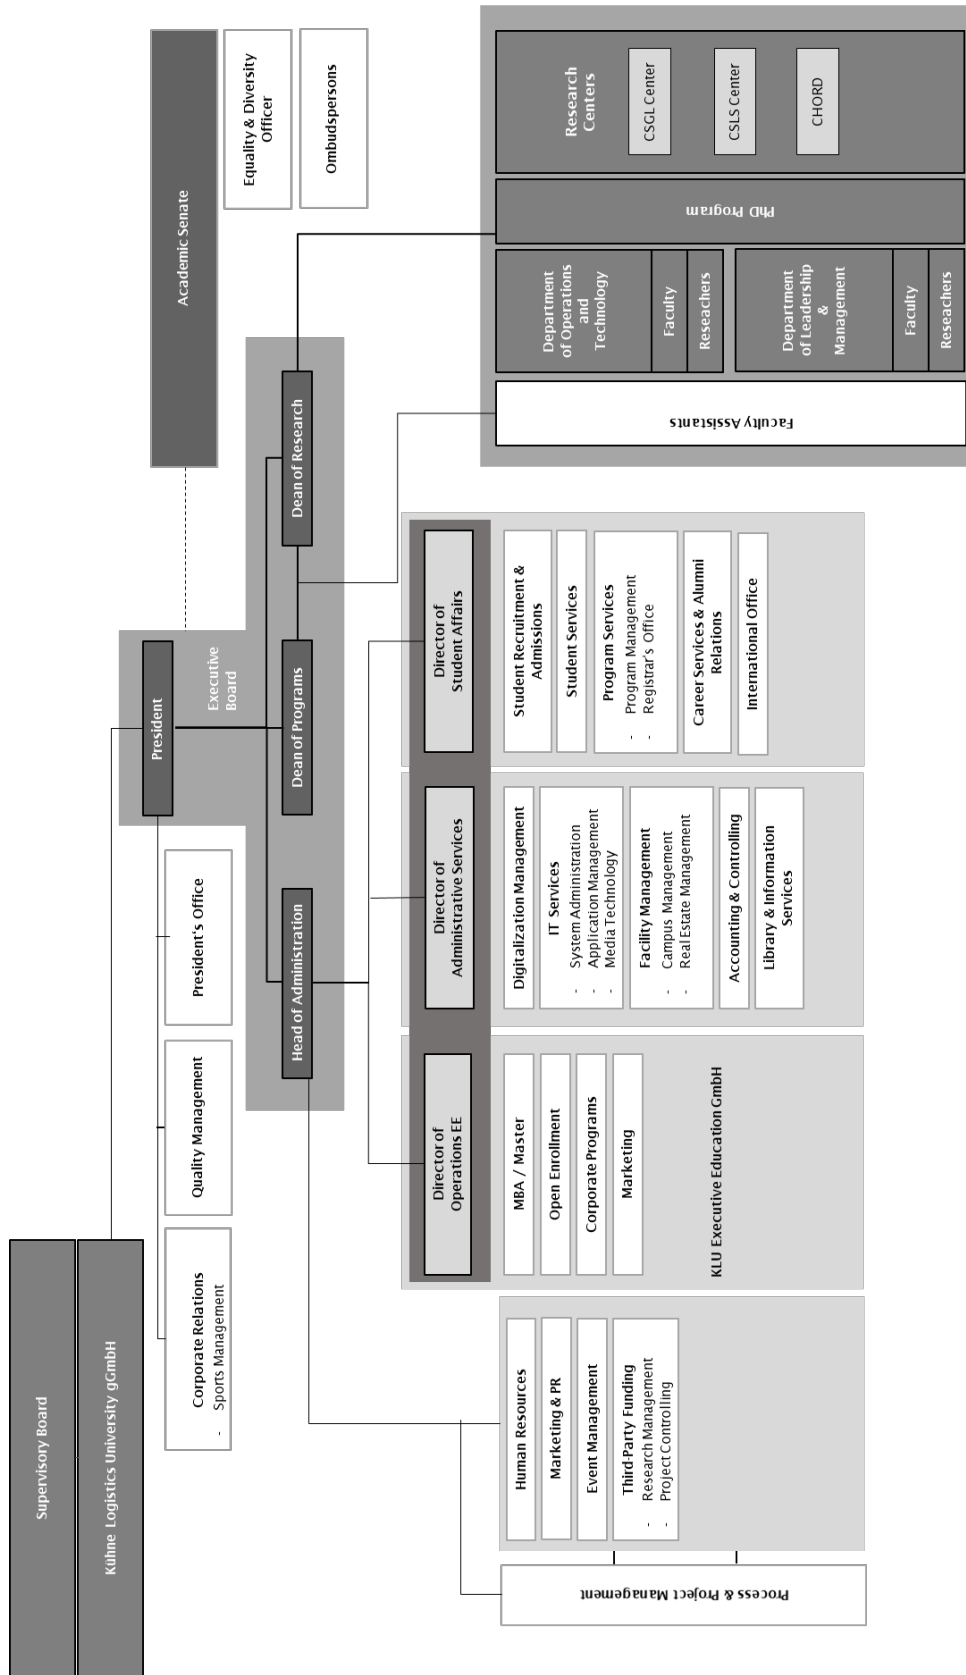 Supervisory Board
Kühne Logistics University gGmbH
Academic Senate
Equality & Diversity
Officer
Ombudspersons
President
Executive
Board
Corporate Relations
- Sports Management
Quality Management
President's Office
Head of Administration
Dean of Programs
Dean of Research
Process & Project Management
Human Resources
Marketing & PR
Event Management
Third-Party Funding
- Research Management
- Project Controlling
Director of
Operations EE
MBA / Master
Open Enrollment
Corporate Programs
Marketing
KLU Executive Education GmbH
Director of
Administrative Services
Digitalization Management
IT Services
- System Administration
- Application Management
- Media Technology
Facility Management
- Campus Management
- Real Estate Management
Accounting & Controlling
Library & Information
Services
Director of
Student Affairs
Student Recruitment &
Admissions
Student Services
Program Services
- Program Management
- Registrar's Office
Career Services & Alumni
Relations
International Office
Faculty Assistants
Department
of Operations
and
Technology
Faculty
Reseachers
Department
of Leadership
&
Management
Faculty
Reseachers
PhD Program
Research
Centers
CSGL Center
CSLS Center
CHORD